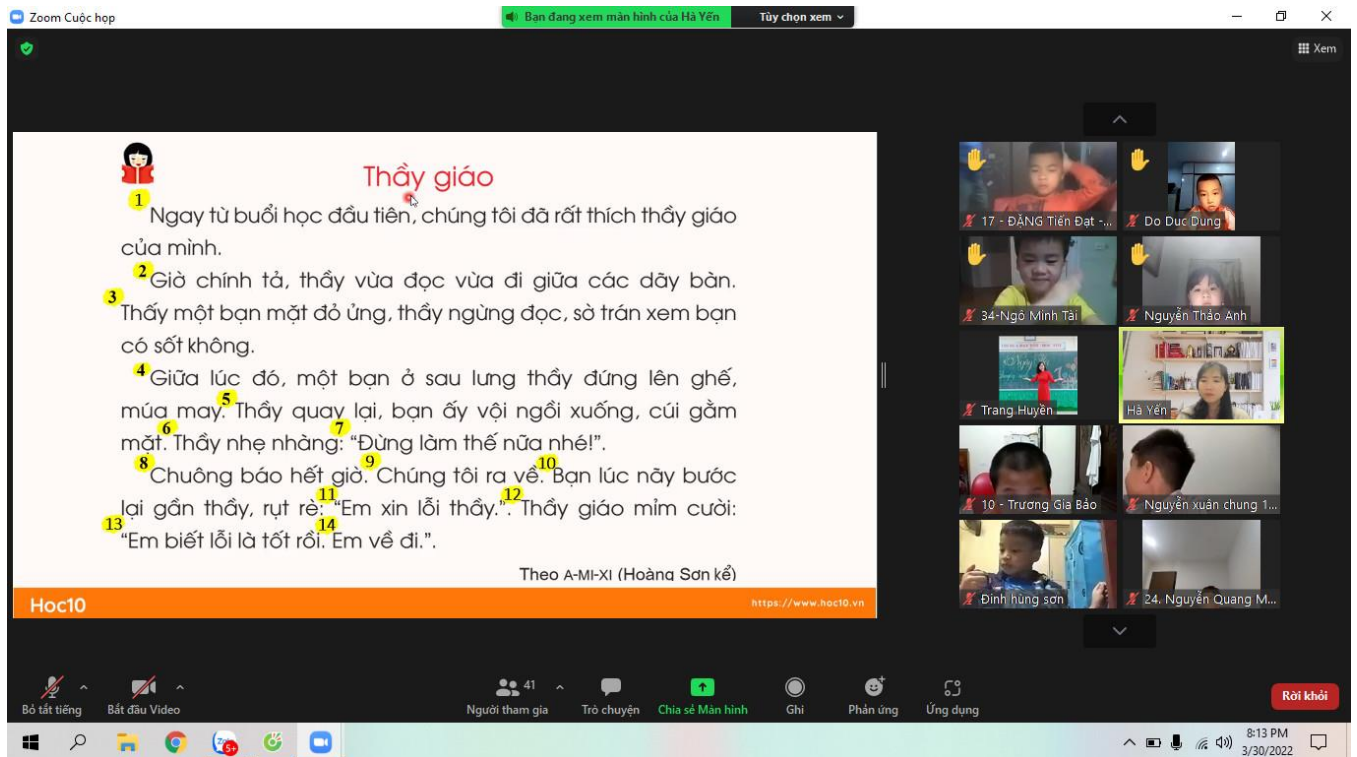 Zoom Cuộc họp
Bạn đang xem màn hình của Hà Yến
Tùy chọn xem
Xem
Thầy giáo
1 Ngay từ buổi học đầu tiên, chúng tôi đã rất thích thầy giáo
của mình.
2 Giờ chính tả, thầy vừa đọc vừa đi giữa các dãy bàn.
3 Thấy một bạn mặt đỏ ửng, thầy ngừng đọc, sờ trán xem bạn
có sốt không.
4 Giữa lúc đó, một bạn ở sau lưng thầy đứng lên ghế,
múa may. 5 Thầy quay lại, bạn ấy vội ngồi xuống, cúi gằm
mặt. 6 Thầy nhẹ nhàng: 7 “Đừng làm thế nữa nhé!”.
8 Chuông báo hết giờ. 9 Chúng tôi ra về. 10 Bạn lúc nãy bước
lại gần thầy, rụt rè: 11 “Em xin lỗi thầy.”. 12 Thầy giáo mỉm cười:
13 “Em biết lỗi là tốt rồi. 14 Em về đi.”.
Theo A-MI-XI (Hoàng Sơn kể)
Hoc10
https://www.hoc10.vn
17 - ĐẶNG Tiến Đạt -...
Do Duc Dung
34-Ngô Minh Tài
Nguyễn Thảo Anh
Trang Huyền
Hà Yến
10 - Trương Gia Bảo
Nguyễn xuân chung 1...
Đinh hùng sơn
24. Nguyễn Quang M...
Bỏ tắt tiếng
Bắt đầu Video
41
Người tham gia
Trò chuyện
Chia sẻ Màn hình
Ghi
Phản ứng
Ứng dụng
Rời khỏi
5+
8:13 PM
3/30/2022